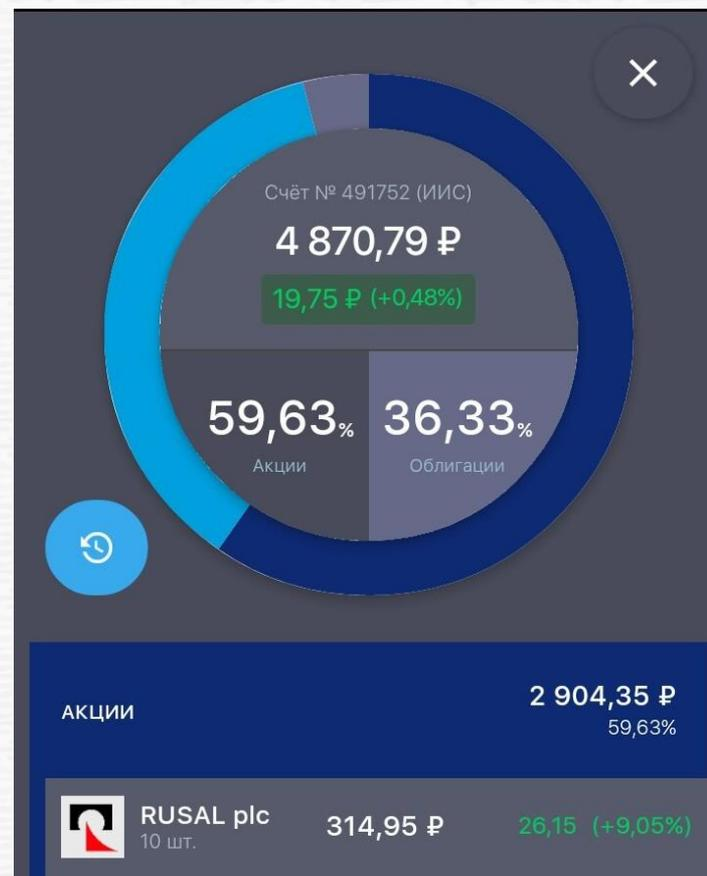 Счёт № 491752 (ИИС)
4 870,79 ₽
19,75 ₽ (+0,48%)
59,63%
Акции
36,33%
Облигации
АКЦИИ
2 904,35 ₽
59,63%
RUSAL plc
10 шт.
314,95 ₽
26,15 (+9,05%)